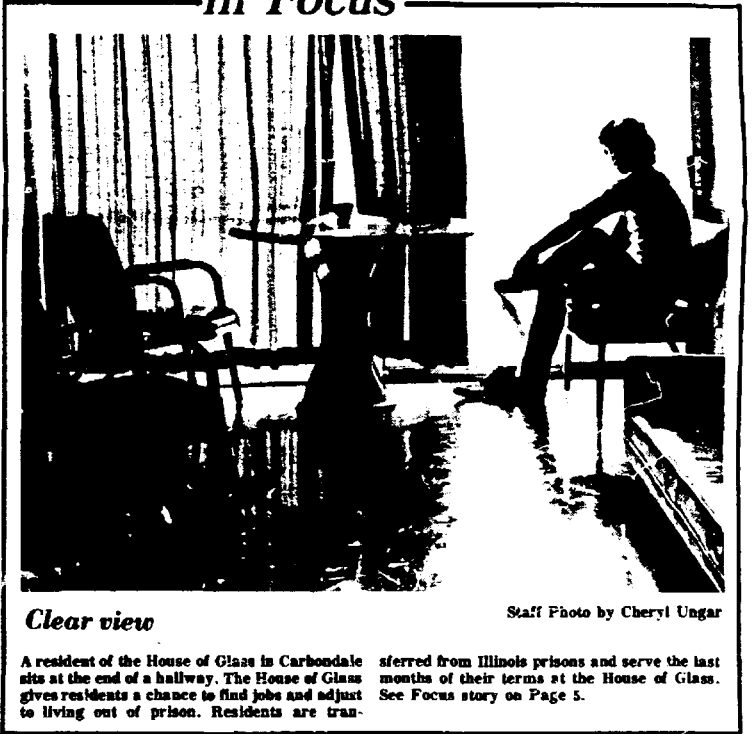 in Focus
Clear view
Staff Photo by Cheryl Ungar
A resident of the House of Glass in Carbondale
sits at the end of a hallway. The House of Glass
gives residents a chance to find jobs and adjust
to living out of prison. Residents are tran-
sferred from Illinois prisons and serve the last
months of their terms at the House of Glass.
See Focus story on Page 5.